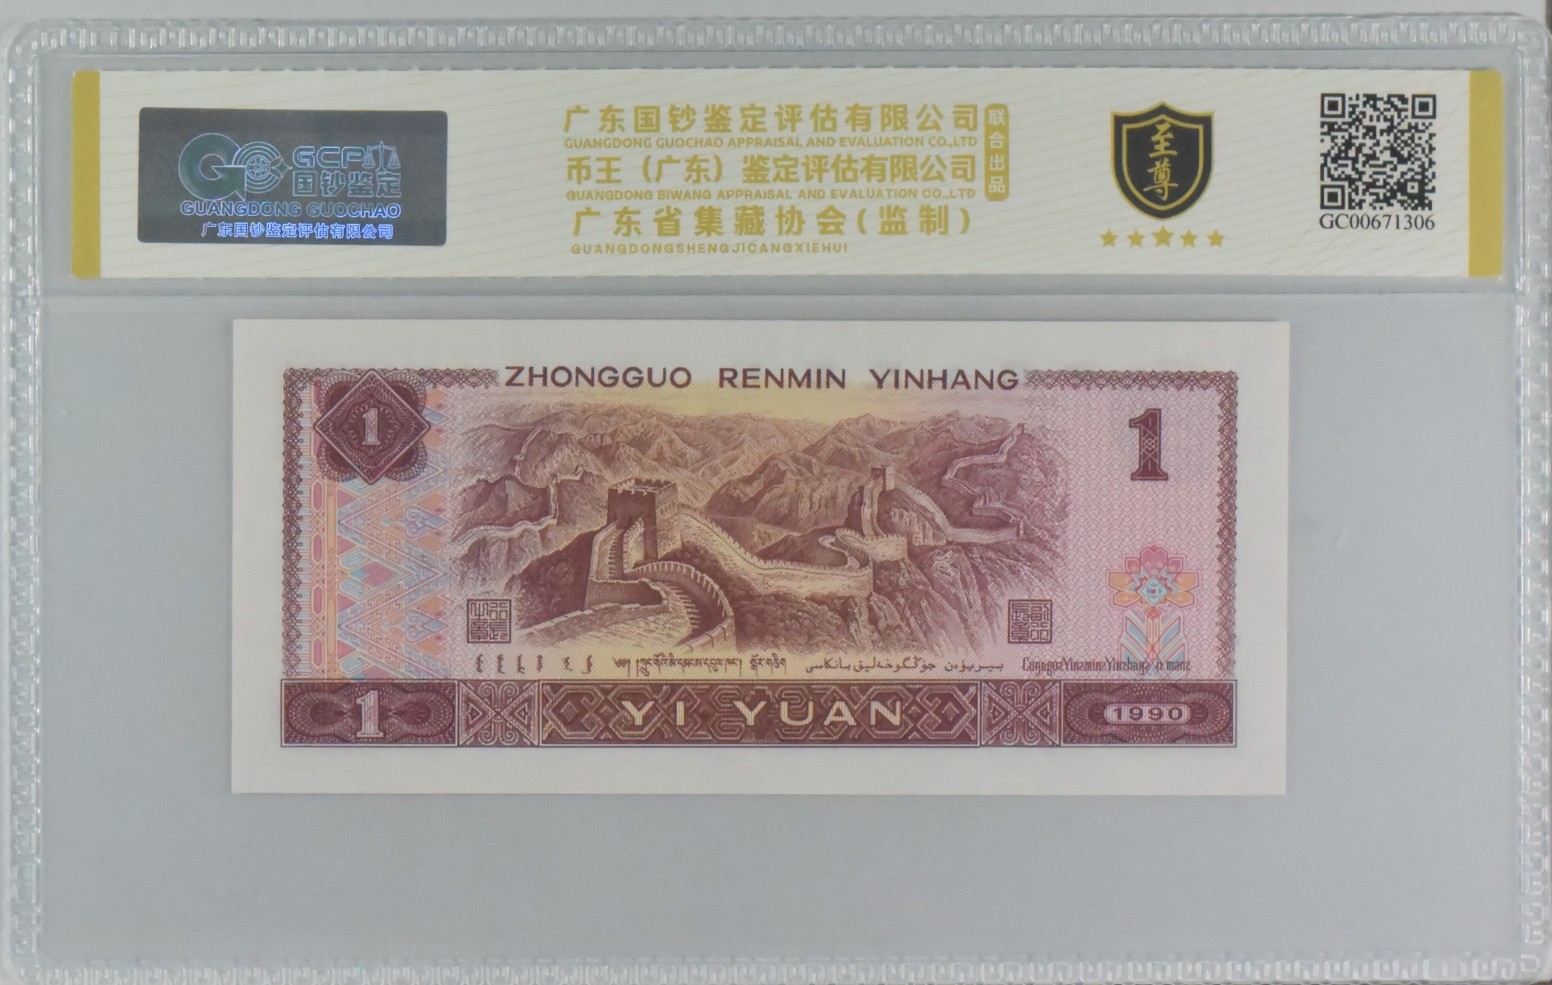 GCP
国钞鉴定
GUANGDONG GUOCHAO
广东国钞鉴定评估有限公司
广东国钞鉴定评估有限公司
GUANGDONG GUOCHAO APPRAISAL AND EVALUATION CO.,LTD
币王（广东）鉴定评估有限公司
GUANGDONG BIWANG APPRAISAL AND EVALUATION CO.,LTD
广东省集藏协会(监制)
GUANGDONGSHENGJICANGXIEHUI
联合出品
至尊
GC00671306
ZHONGGUO RENMIN YINHANG
1
1
1
YI YUAN
1990